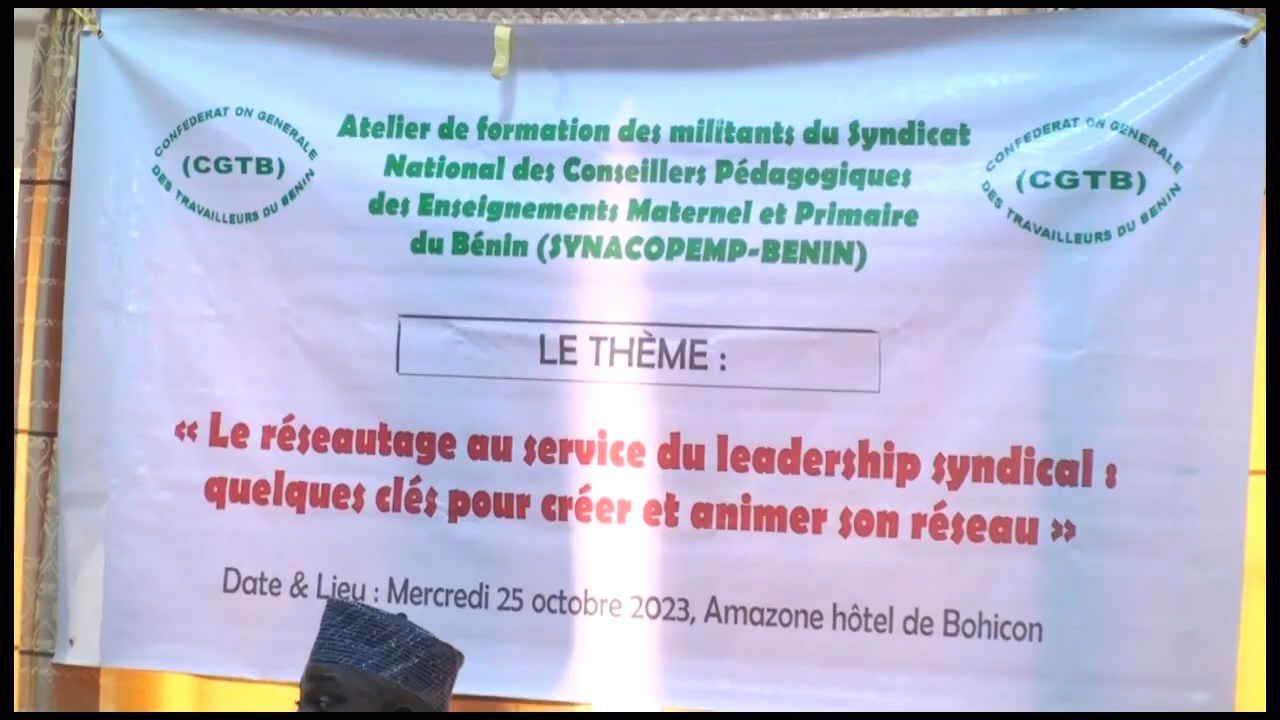 CONFEDERAT ON GENERALE
(CGTB)
DES TRAVAILLEURS DU BENIN
Atelier de formation des militants du Syndicat
National des Conseillers Pédagogiques
des Enseignements Maternel et Primaire
du Bénin (SYNACOPEMP-BENIN)
CONFEDERAT ON GENERALE
(CGTB)
DES TRAVAILLEURS DU BENIN
LE THÈME :
« Le réseautage au service du leadership syndical :
quelques clés pour créer et animer son réseau »
Date & Lieu : Mercredi 25 octobre 2023, Amazone hôtel de Bohicon